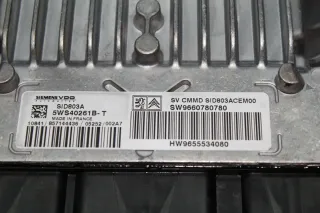 SIEMENS VDO
SID803A
5WS40261B-T
MADE IN FRANCE
SV CMMD SID803ACEM00
SW9660780780
HW9655534080